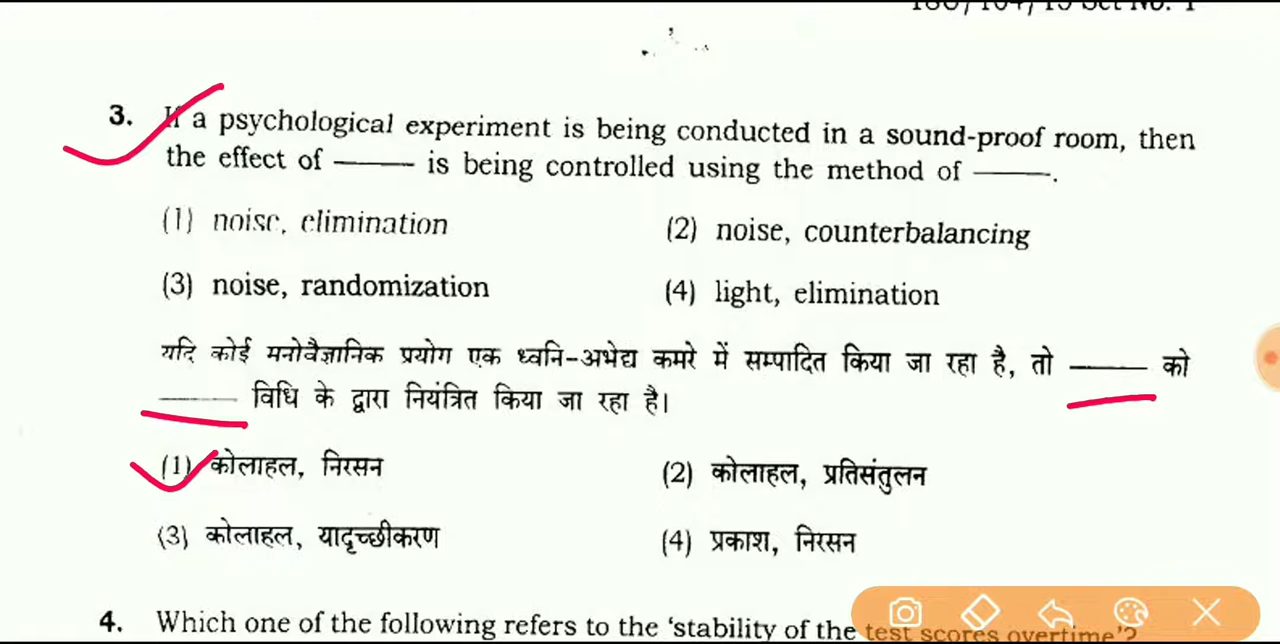 3. If a psychological experiment is being conducted in a sound-proof room, then
the effect of ——— is being controlled using the method of ———.
(1) noise, elimination (2) noise, counterbalancing
(3) noise, randomization (4) light, elimination
यदि कोई मनोवैज्ञानिक प्रयोग एक ध्वनि-अभेद्य कमरे में सम्पादित किया जा रहा है, तो ——— को
——— विधि के द्वारा नियंत्रित किया जा रहा है।
(1) कोलाहल, निरसन (2) कोलाहल, प्रतिसंतुलन
(3) कोलाहल, यादृच्छीकरण (4) प्रकाश, निरसन
4. Which one of the following refers to the ‘stability of the test scores overtime’?